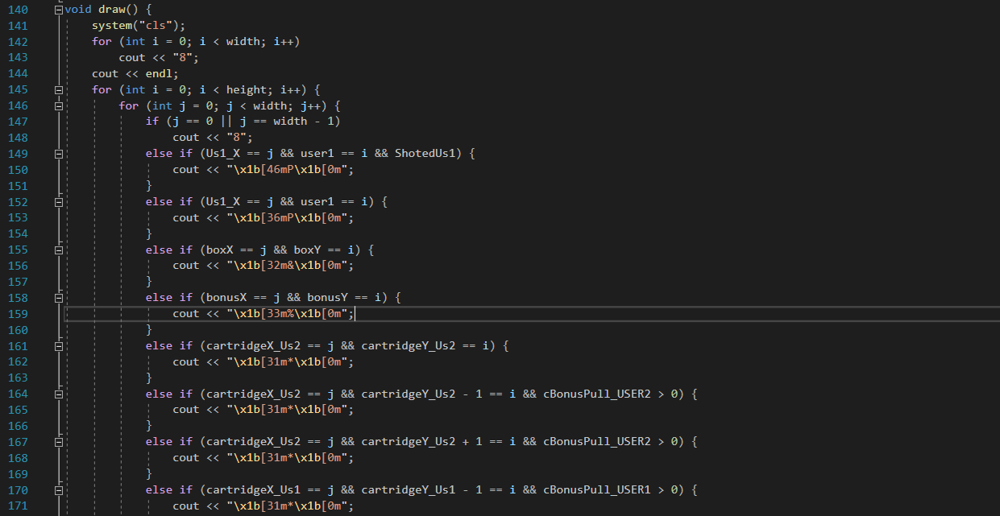 140 void draw() {
141 system("cls");
142 for (int i = 0; i < width; i++)
143 cout << "8";
144 cout << endl;
145 for (int i = 0; i < height; i++) {
146 for (int j = 0; j < width; j++) {
147 if (j == 0 || j == width - 1)
148 cout << "8";
149 else if (Us1_X == j && user1 == i && ShotedUs1) {
150 cout << "\x1b[46mP\x1b[0m";
151 }
152 else if (Us1_X == j && user1 == i) {
153 cout << "\x1b[36mP\x1b[0m";
154 }
155 else if (boxX == j && boxY == i) {
156 cout << "\x1b[32m&\x1b[0m";
157 }
158 else if (bonusX == j && bonusY == i) {
159 cout << "\x1b[33m%\x1b[0m";
160 }
161 else if (cartridgeX_Us2 == j && cartridgeY_Us2 == i) {
162 cout << "\x1b[31m*\x1b[0m";
163 }
164 else if (cartridgeX_Us2 == j && cartridgeY_Us2 - 1 == i && cBonusPull_USER2 > 0) {
165 cout << "\x1b[31m*\x1b[0m";
166 }
167 else if (cartridgeX_Us2 == j && cartridgeY_Us2 + 1 == i && cBonusPull_USER2 > 0) {
168 cout << "\x1b[31m*\x1b[0m";
169 }
170 else if (cartridgeX_Us1 == j && cartridgeY_Us1 - 1 == i && cBonusPull_USER1 > 0) {
171 cout << "\x1b[31m*\x1b[0m";